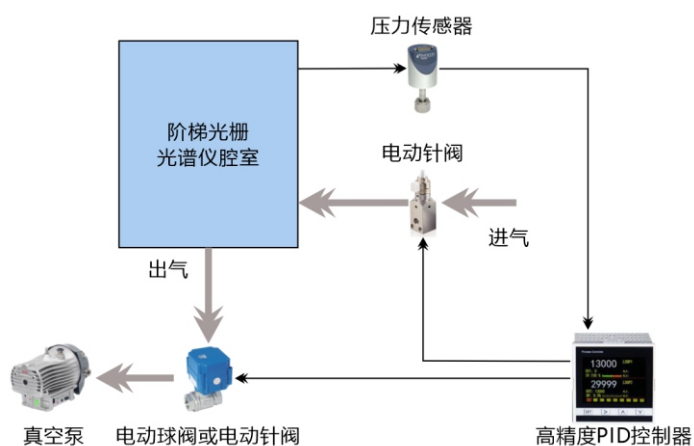 压力传感器
阶梯光栅
光谱仪腔室
电动针阀
进气
出气
13000
29999
真空泵
电动球阀或电动针阀
高精度PID控制器